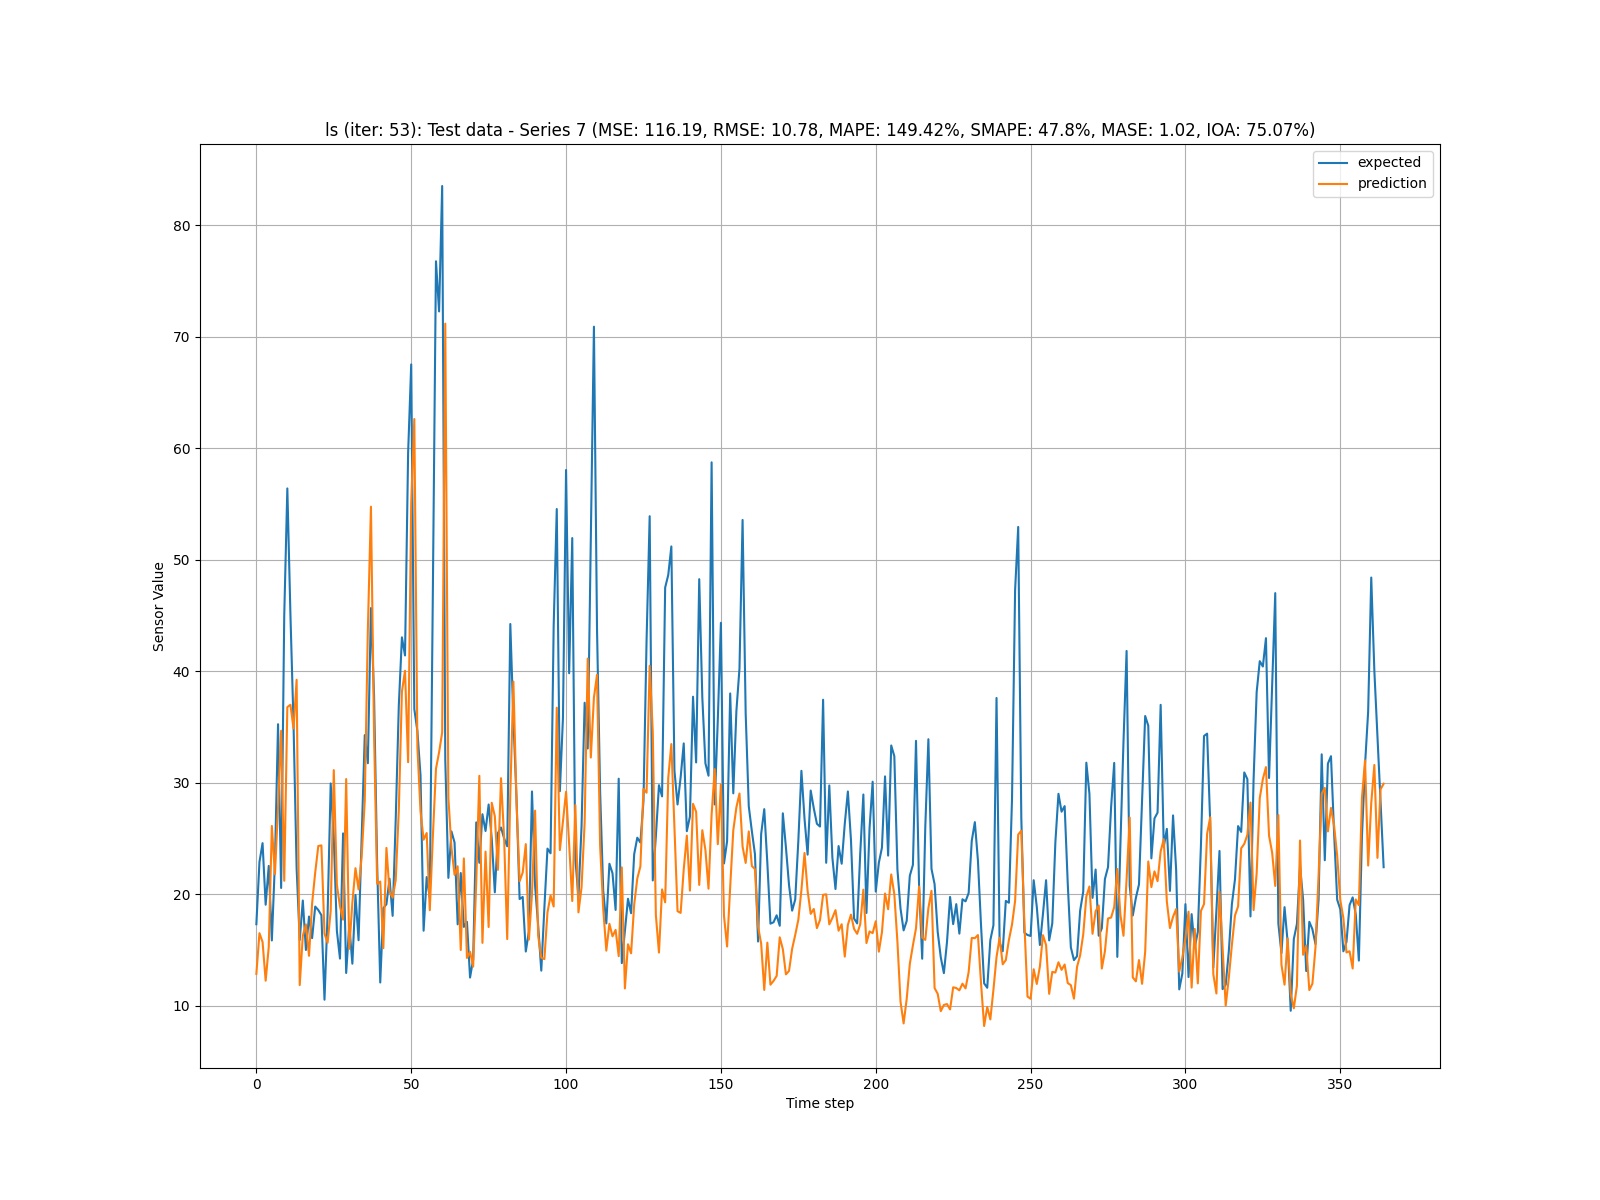 ls (iter: 53): Test data - Series 7 (MSE: 116.19, RMSE: 10.78, MAPE: 149.42%, SMAPE: 47.8%, MASE: 1.02, IOA: 75.07%)
expected
prediction
80
70
60
50
40
30
20
10
Sensor Value
0 50 100 150 200 250 300 350
Time step